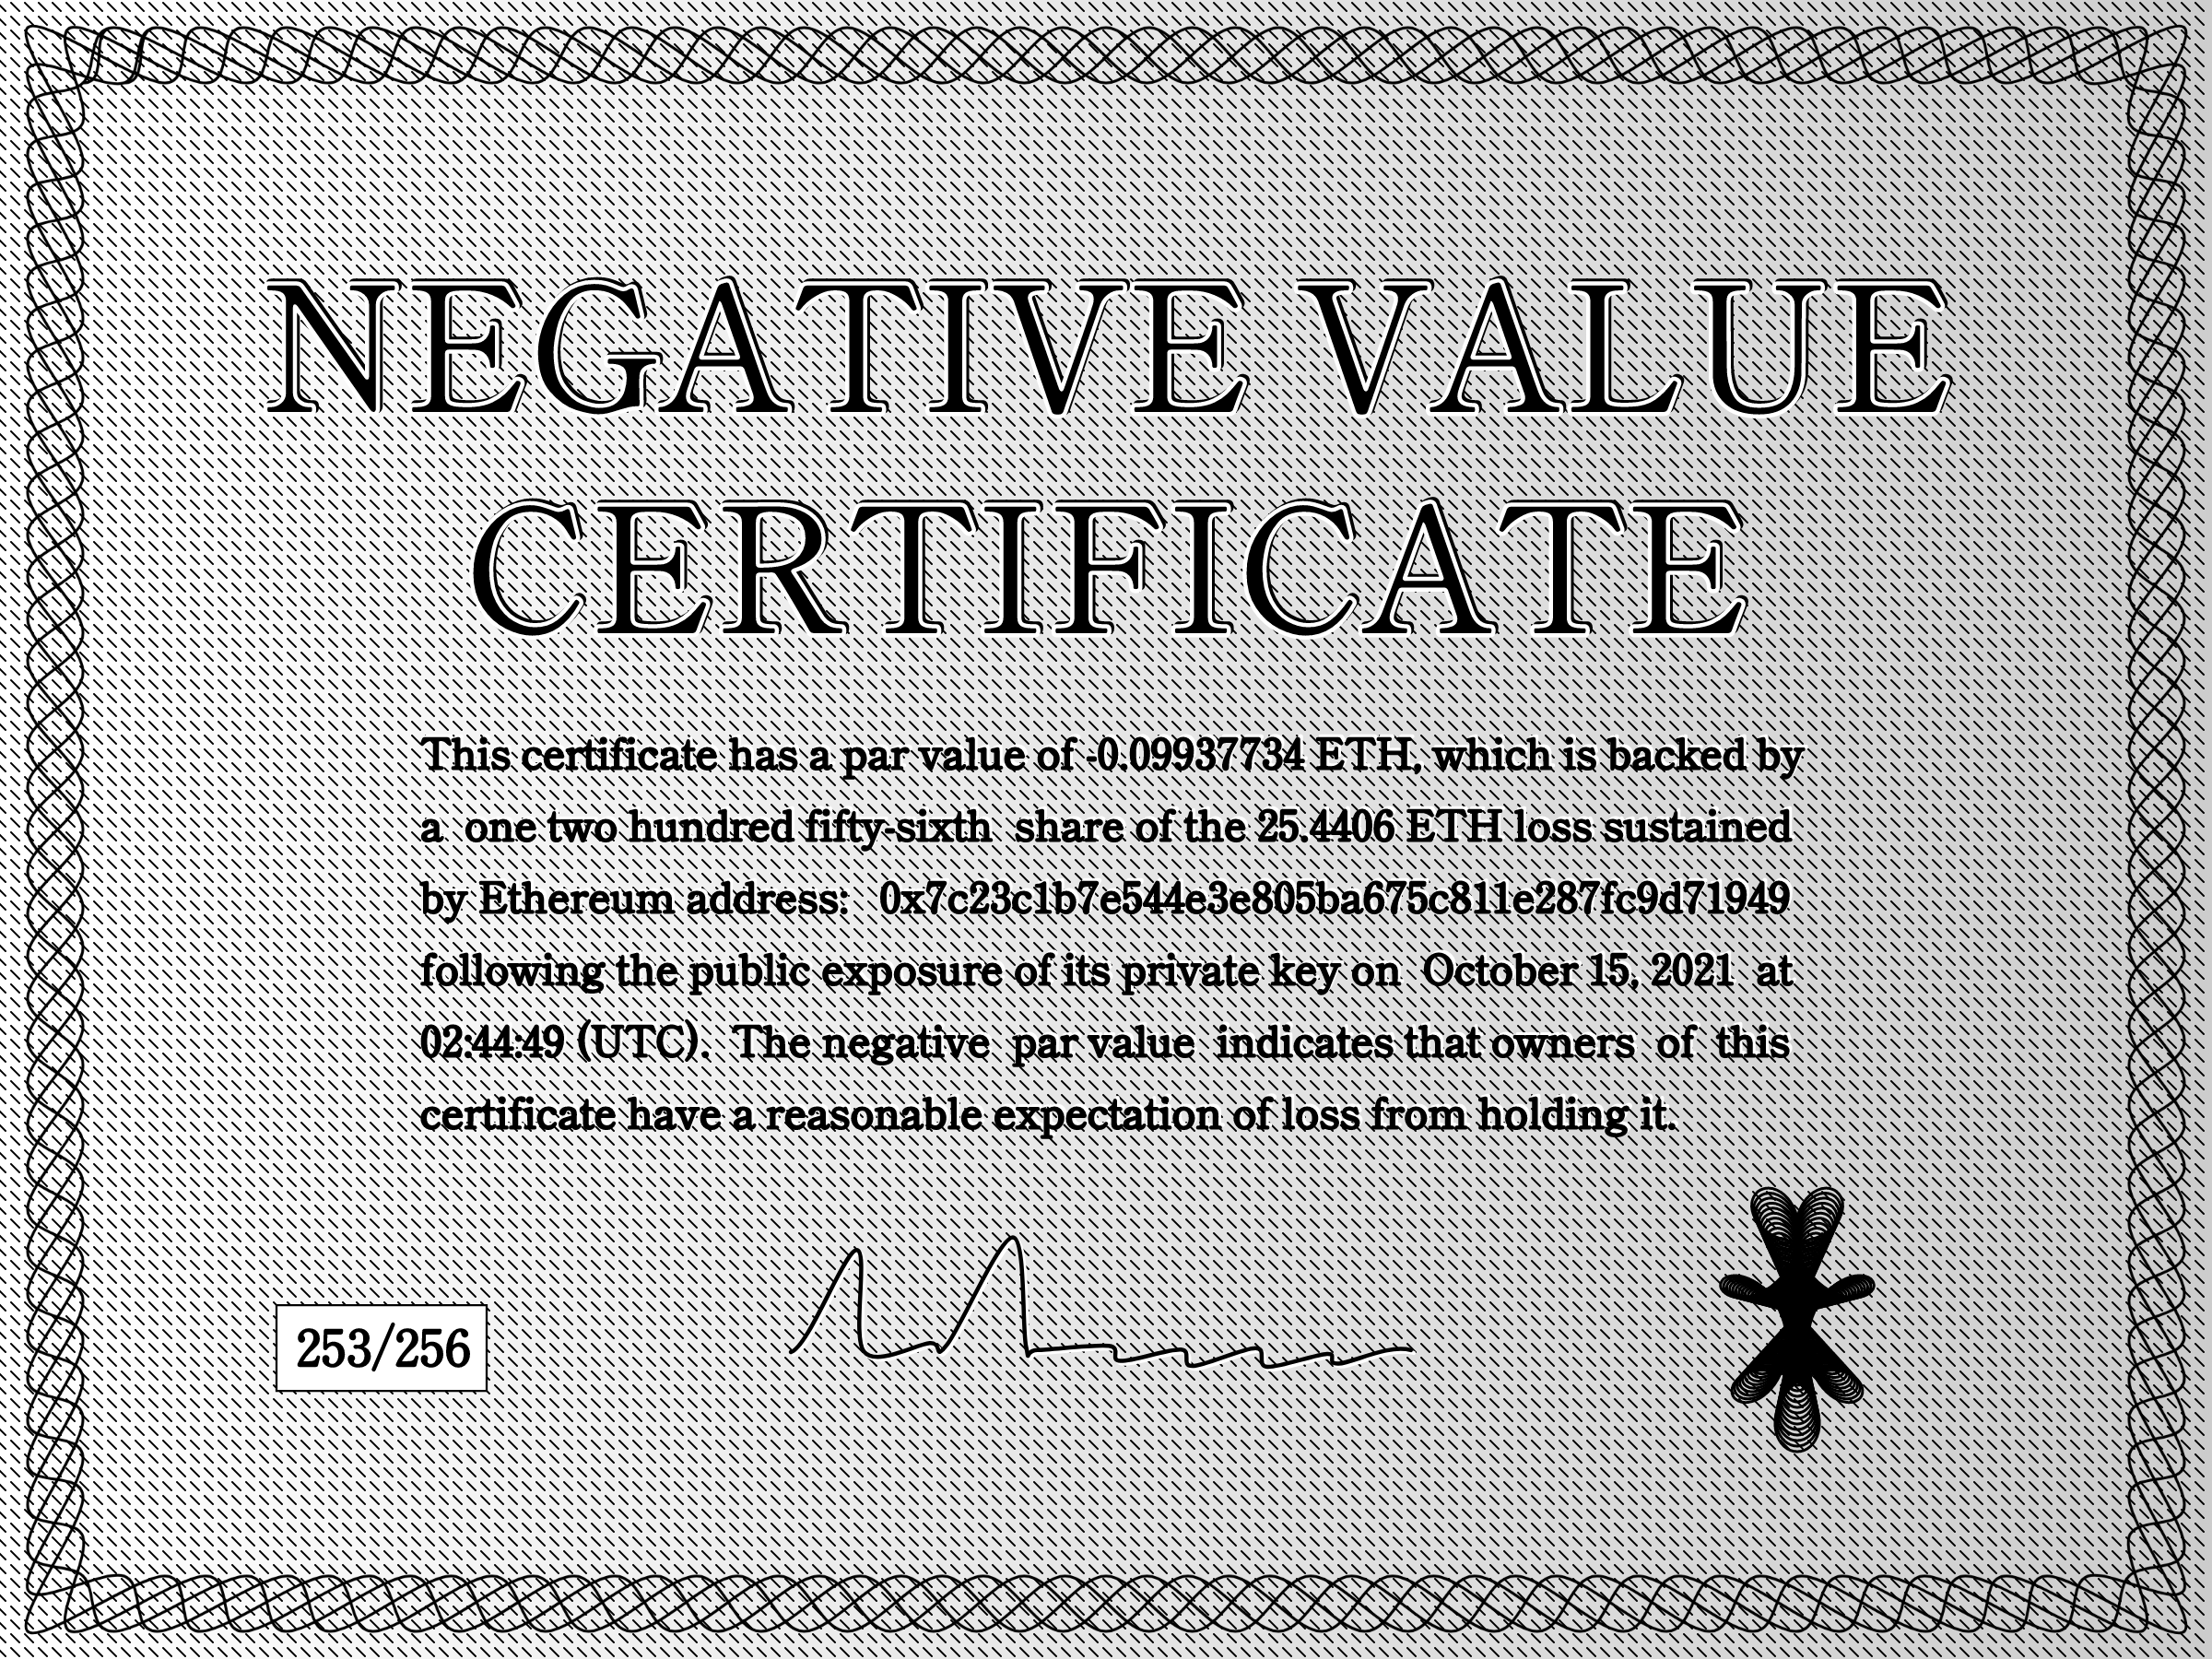 NEGATIVE VALUE
CERTIFICATE
This certificate has a par value of -0.09937734 ETH, which is backed by
a one two hundred fifty-sixth share of the 25.4406 ETH loss sustained
by Ethereum address: 0x7c23c1b7e544e3e805ba675c811e287fc9d71949
following the public exposure of its private key on October 15, 2021 at
02:44:49 (UTC). The negative par value indicates that owners of this
certificate have a reasonable expectation of loss from holding it.
253/256